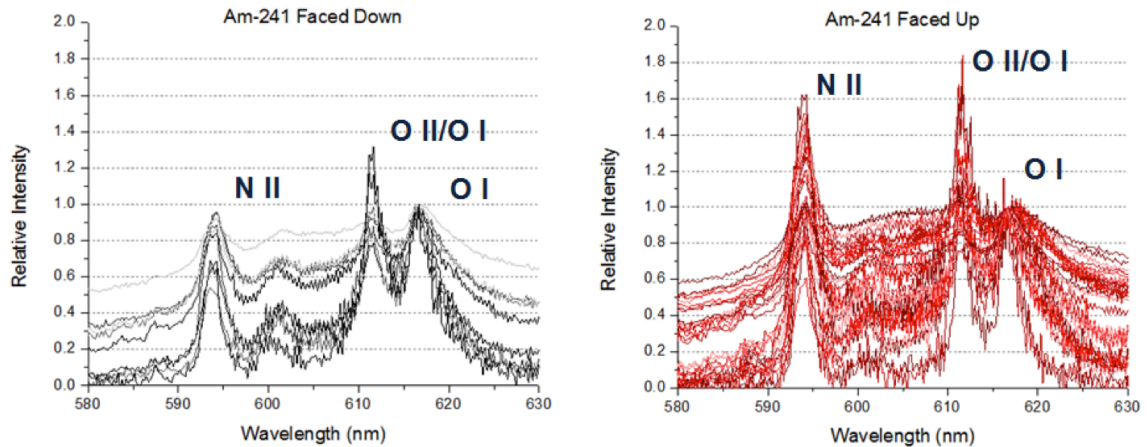 Am-241 Faced Down
2.0
1.8
1.6
1.4
1.2
1.0
0.8
0.6
0.4
0.2
0.0
Relative Intensity
N II
O II/O I
O I
580 590 600 610 620 630
Wavelength (nm)
Am-241 Faced Up
2.0
1.8
1.6
1.4
1.2
1.0
0.8
0.6
0.4
0.2
0.0
Relative Intensity
N II
O II/O I
O I
580 590 600 610 620 630
Wavelength (nm)